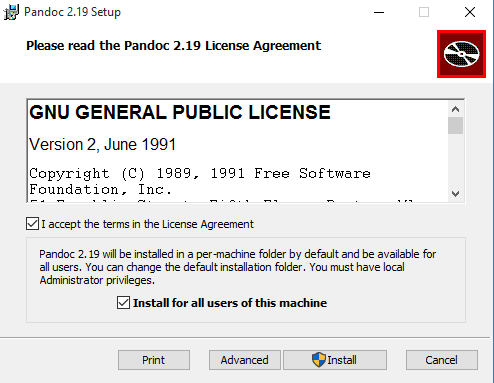 Pandoc 2.19 Setup
Please read the Pandoc 2.19 License Agreement
GNU GENERAL PUBLIC LICENSE
Version 2, June 1991
Copyright (C) 1989, 1991 Free Software
Foundation, Inc.
I accept the terms in the License Agreement
Pandoc 2.19 will be installed in a per-machine folder by default and be available for
all users. You can change the default installation folder. You must have local
Administrator privileges.
Install for all users of this machine
Print
Advanced
Install
Cancel